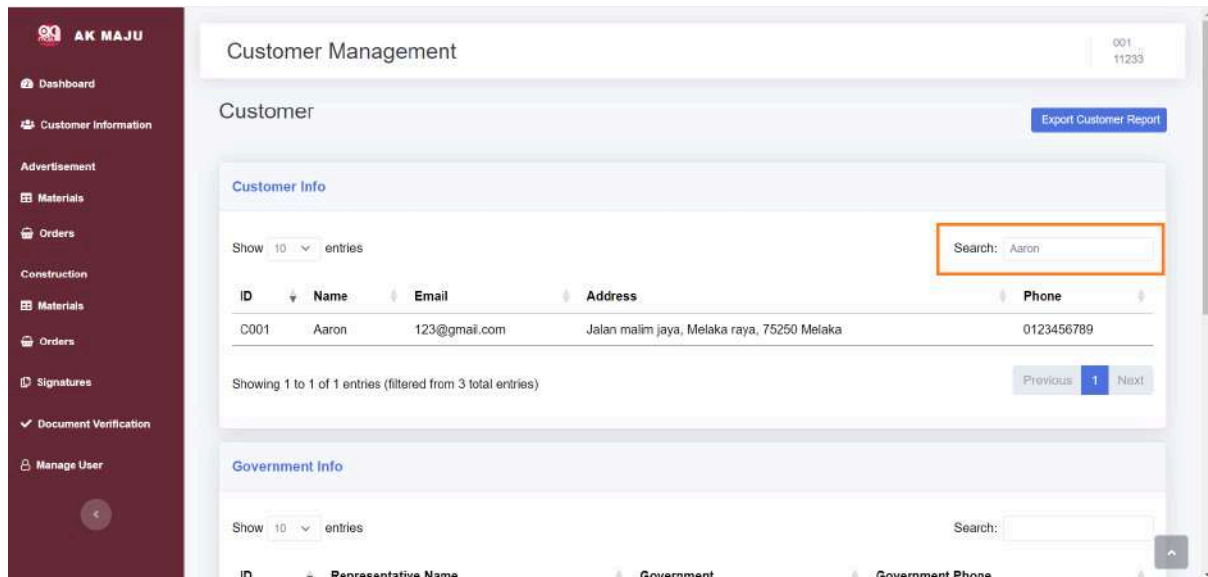 AK MAJU
Dashboard
Customer Information
Advertisement
Materials
Orders
Construction
Materials
Orders
Signatures
Document Verification
Manage User
Customer Management
001
11233
Customer
Export Customer Report
Customer Info
Show 10 entries
Search: Aaron
ID Name Email Address Phone
C001 Aaron 123@gmail.com Jalan malim jaya, Melaka raya, 75250 Melaka 0123456789
Showing 1 to 1 of 1 entries (filtered from 3 total entries)
Previous 1 Next
Government Info
Show 10 entries
Search:
ID Representative Name Government Government Phone